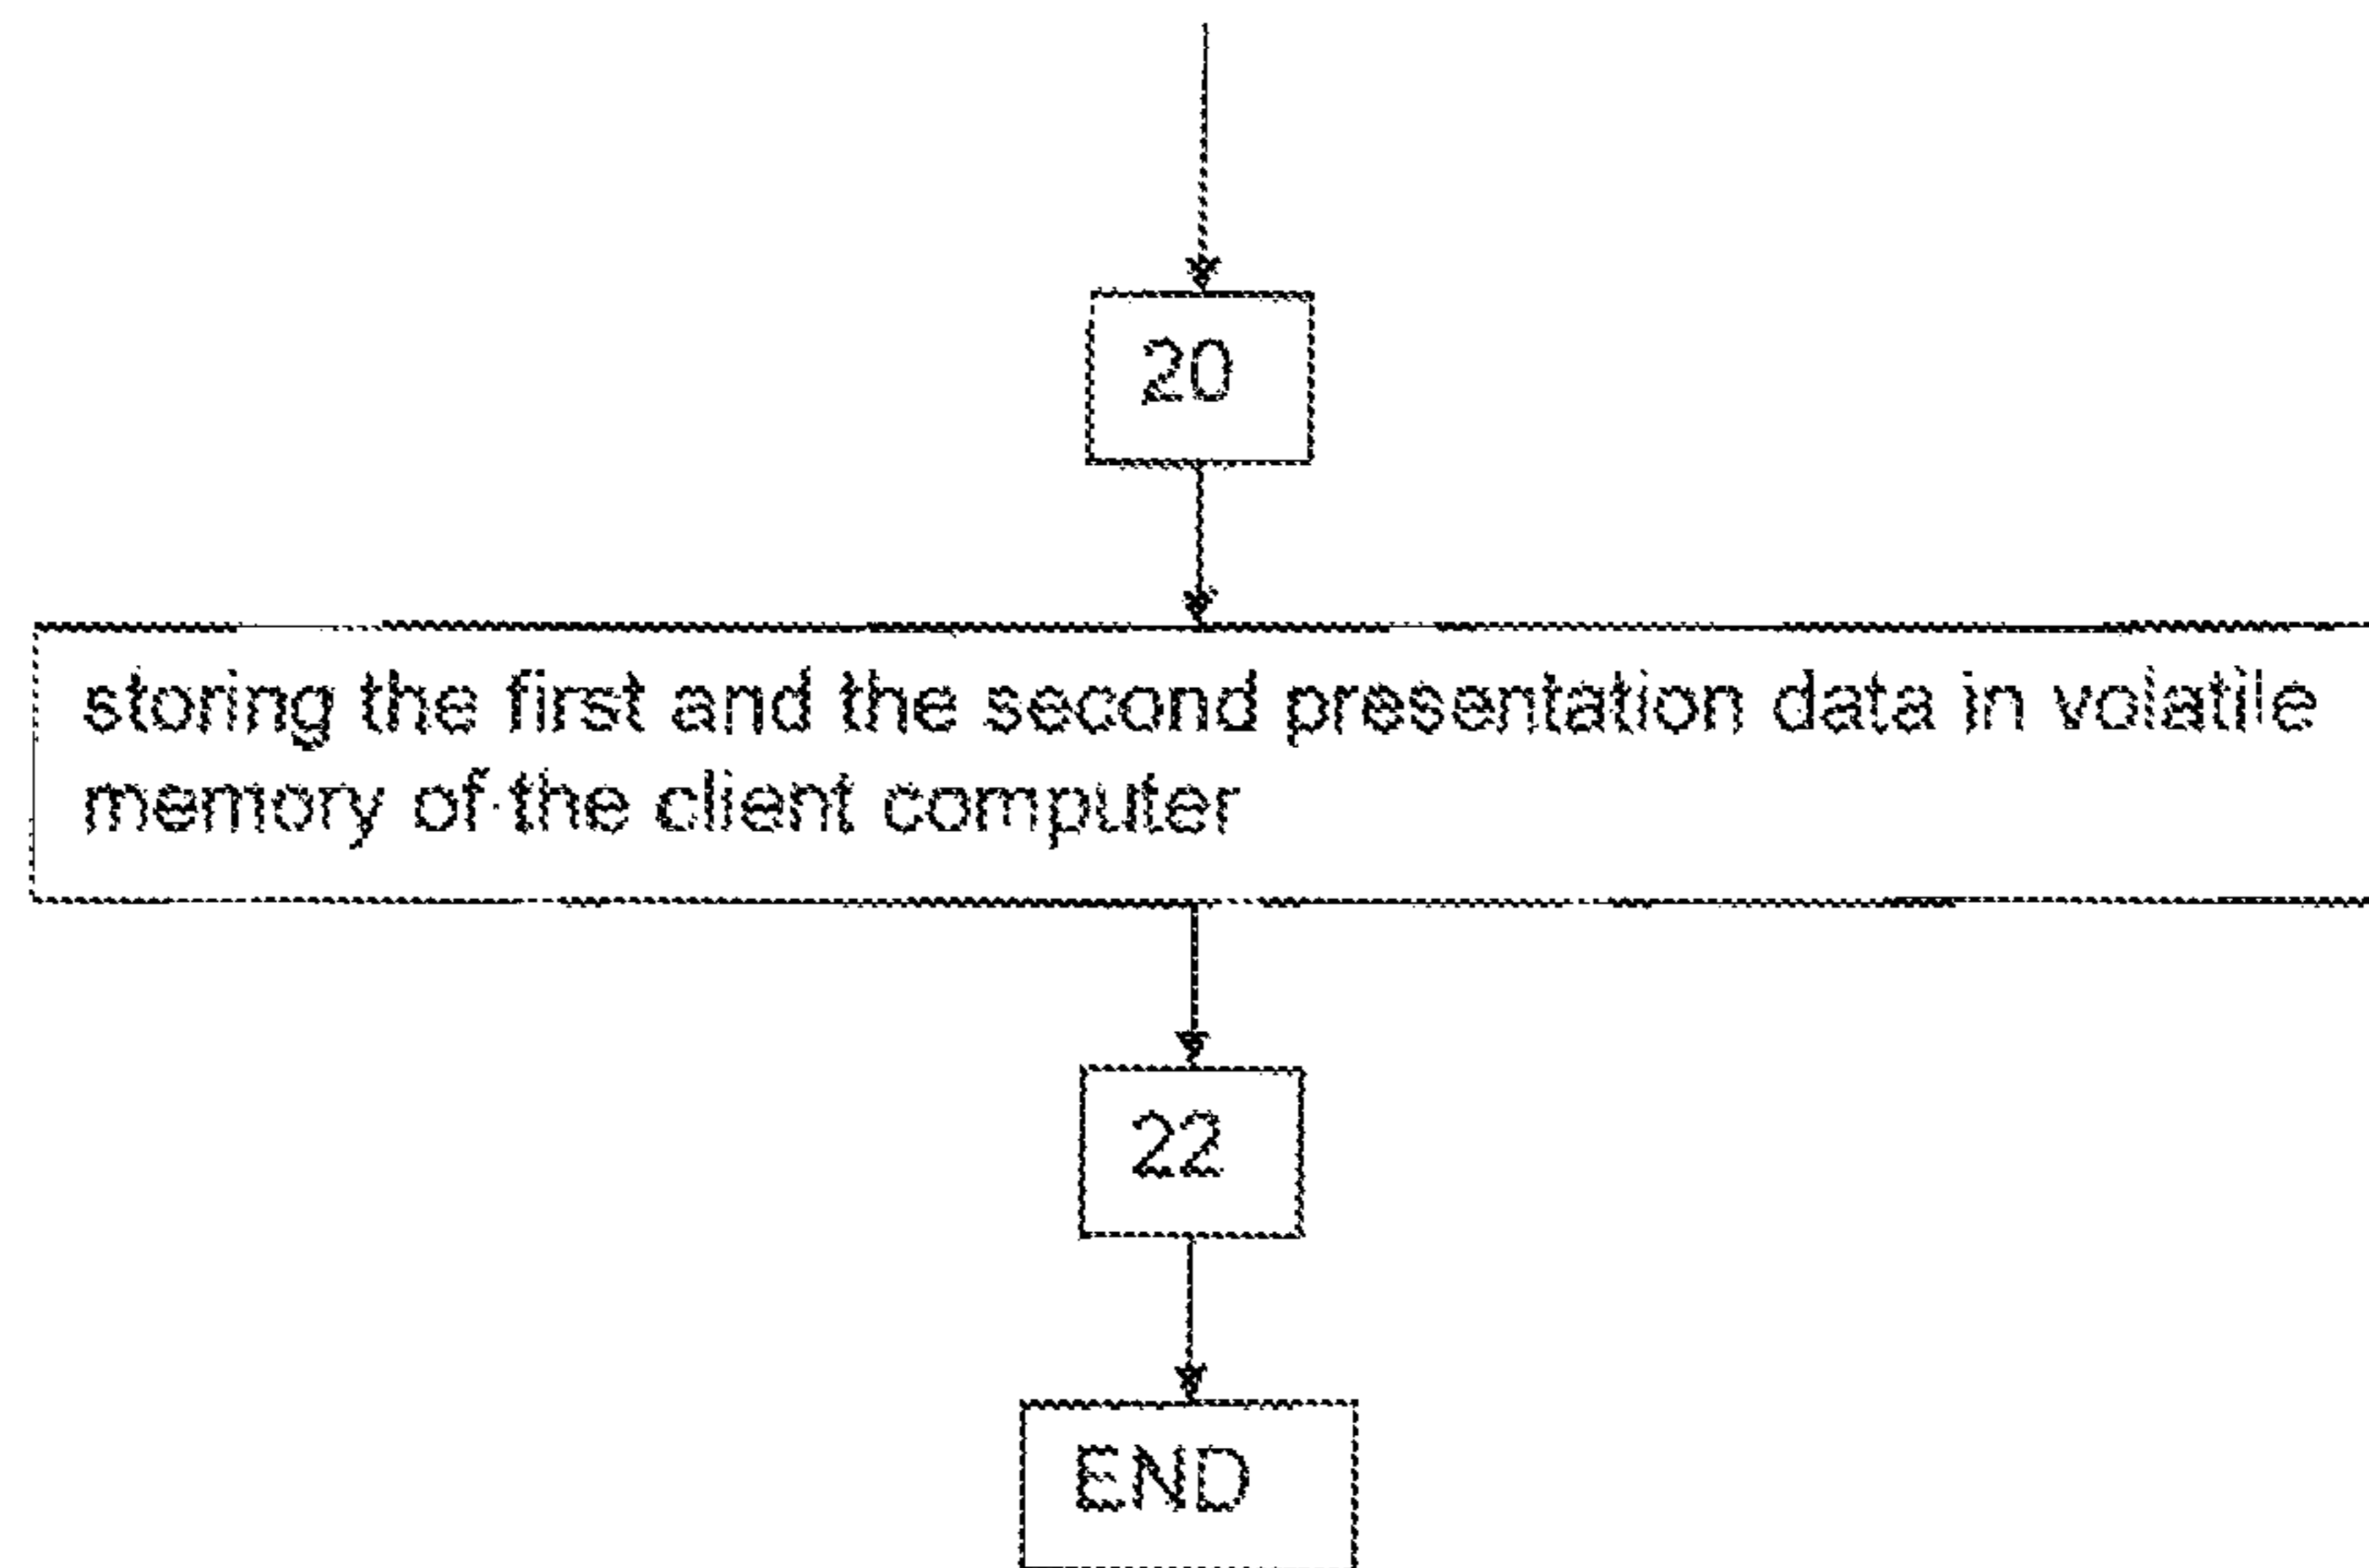 20
storing the first and the second presentation data in volatile
memory of the client computer
22
END